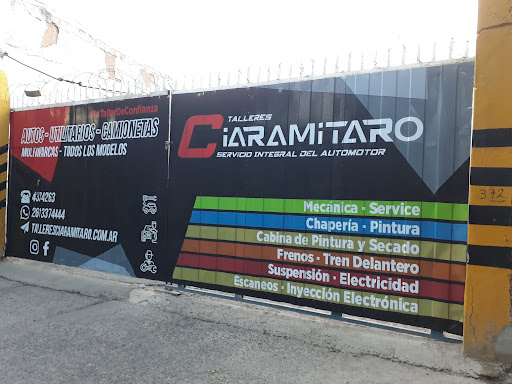 #TuTallerDeConfianza
AUTOS - UTILITARIOS - CAMIONETAS
MULTIMARCAS - TODOS LOS MODELOS
4374263
2613374444
TALLERESCIARAMITARO.COM.AR
TALLERES
CIARAMITARO
SERVICIO INTEGRAL DEL AUTOMOTOR
Mecánica - Service
Chapería - Pintura
Cabina de Pintura y Secado
Frenos - Tren Delantero
Suspensión - Electricidad
Escaneos - Inyección Electrónica
372